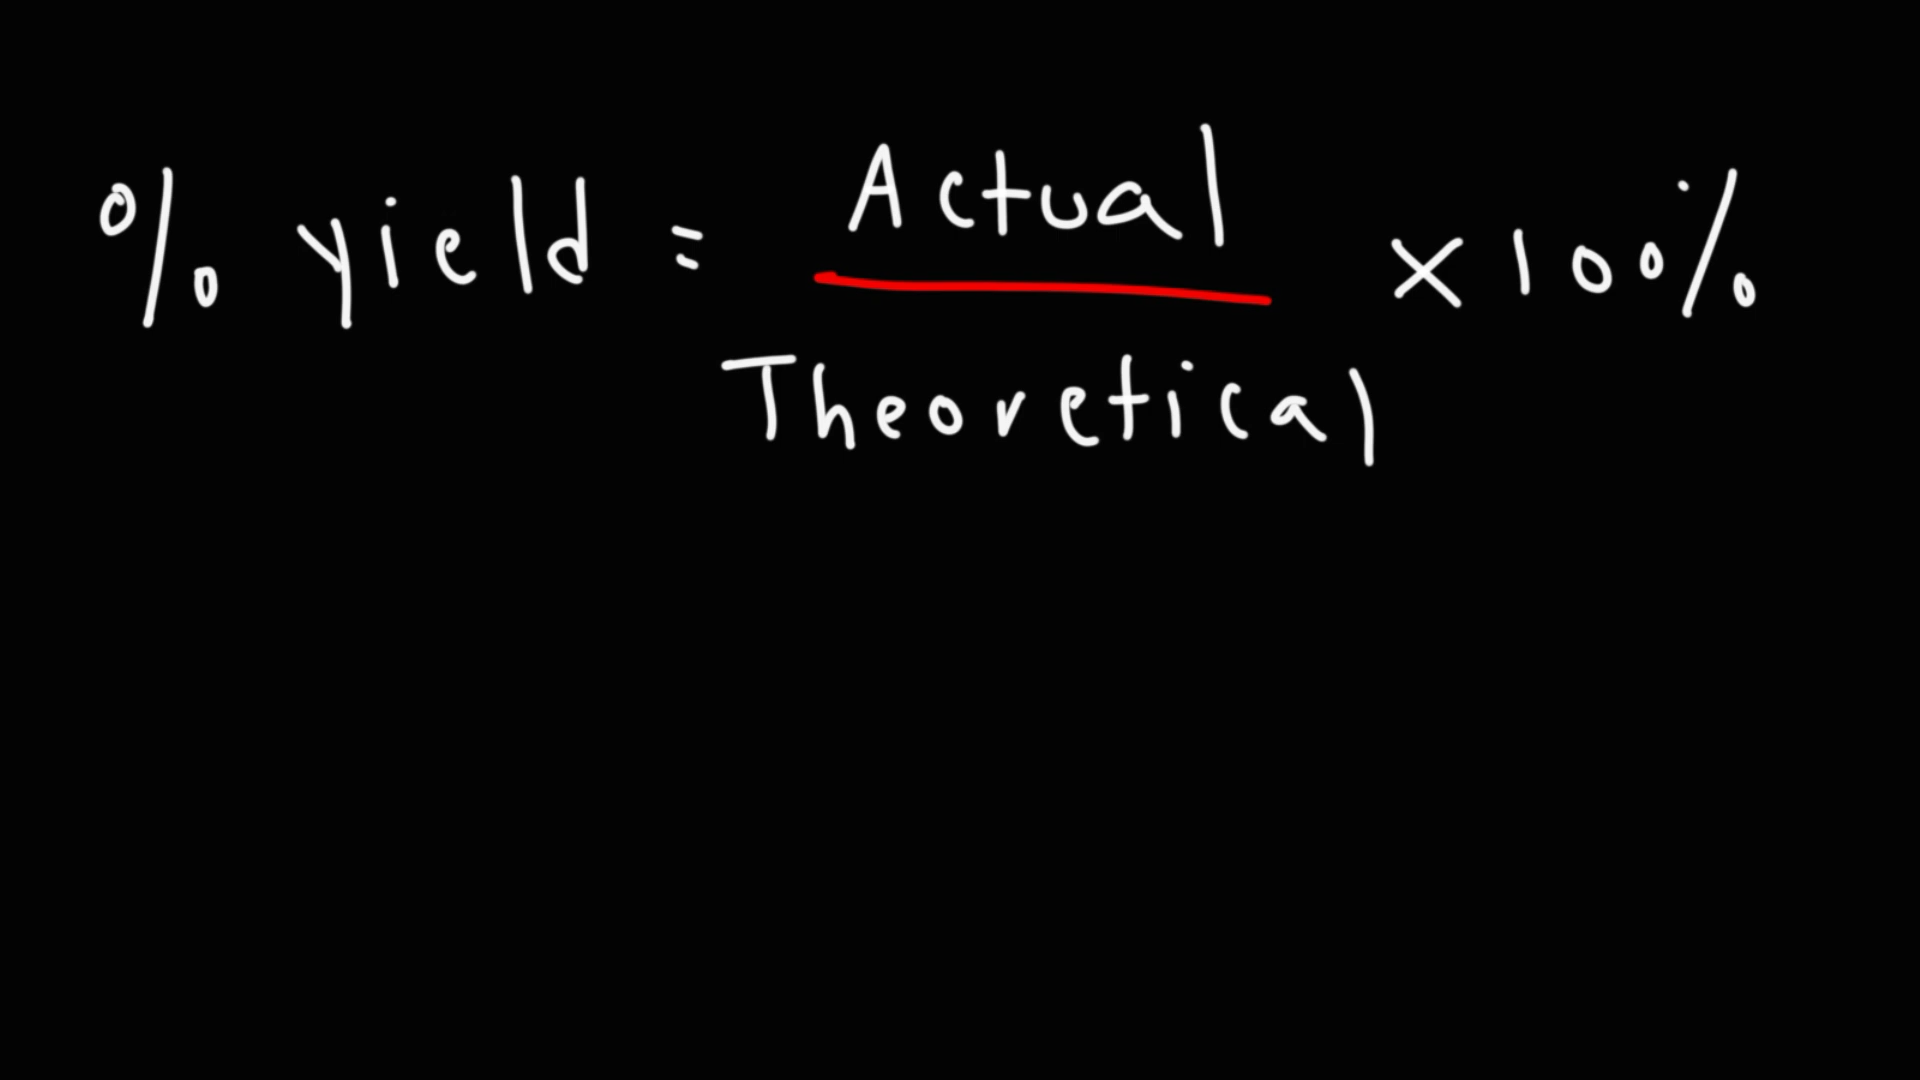 % yield = Actual / Theoretical × 100%